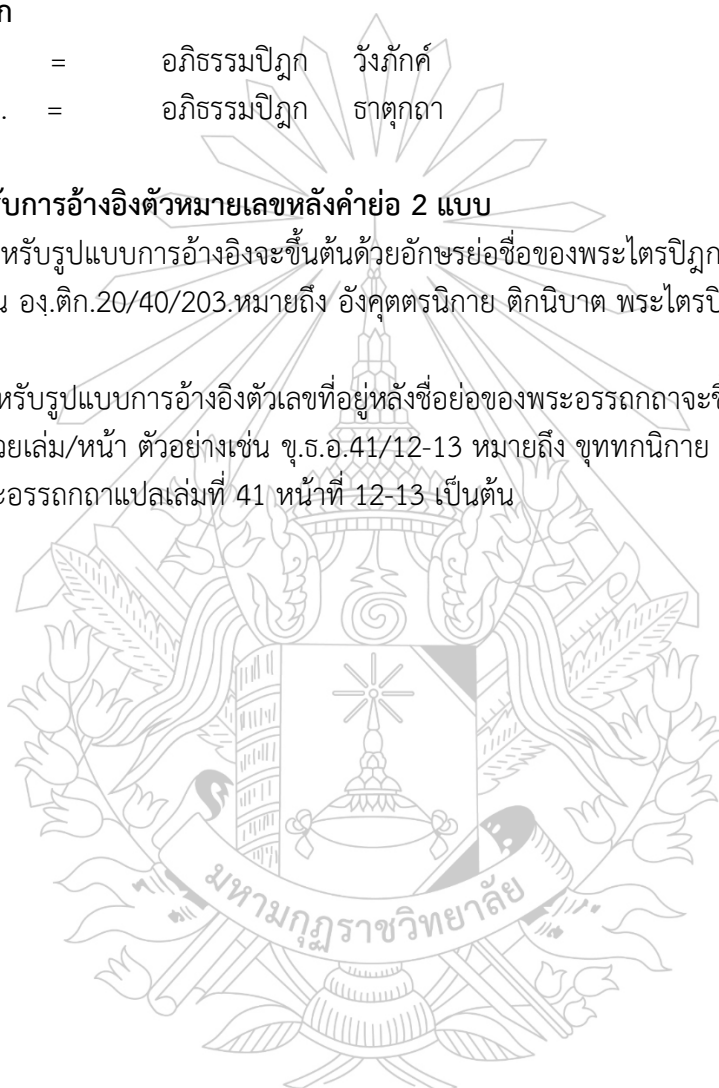 ก
= อภิธรรมปิฎก วังภักค์
. = อภิธรรมปิฎก ธาตุกถา
รับการอ้างอิงตัวหมายเลขหลังคำย่อ 2 แบบ
หรับรูปแบบการอ้างอิงจะขึ้นต้นด้วยอักษรย่อชื่อของพระไตรปิฎก
น องฺ.ติก.20/40/203.หมายถึง อังคุตตรนิกาย ติกนิบาต พระไตรปิ
หรับรูปแบบการอ้างอิงตัวเลขที่อยู่หลังชื่อย่อของพระอรรถกถาจะขึ
วยเล่ม/หน้า ตัวอย่างเช่น ขุ.ธ.อ.41/12-13 หมายถึง ขุททกนิกาย
ะอรรถกถาแปลเล่มที่ 41 หน้าที่ 12-13 เป็นต้น
มหามกุฏราชวิทยาลัย